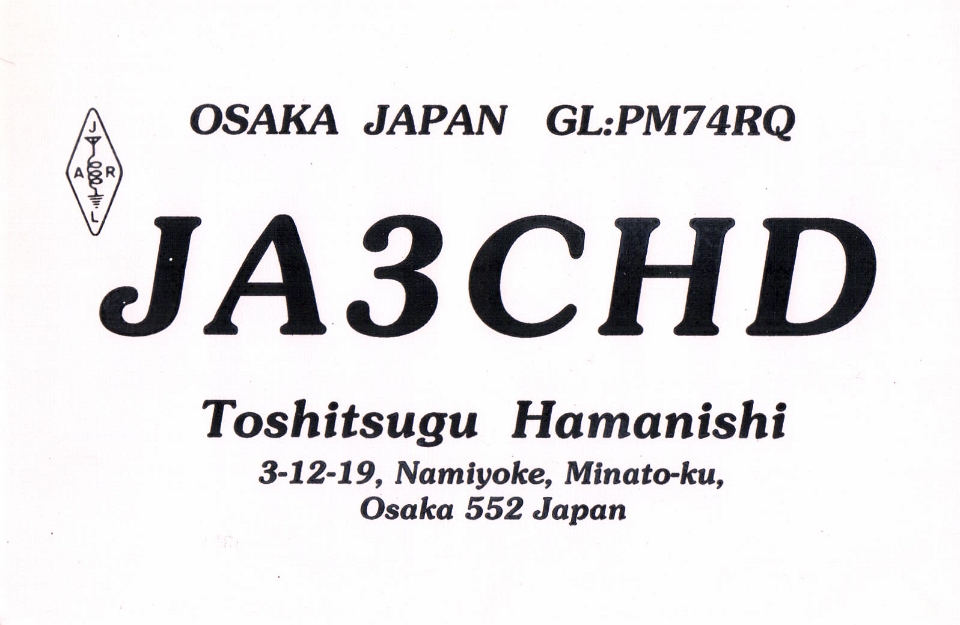 OSAKA JAPAN GL:PM74RQ
J
A R
L
JA3CHD
Toshitsugu Hamanishi
3-12-19, Namiyoke, Minato-ku,
Osaka 552 Japan